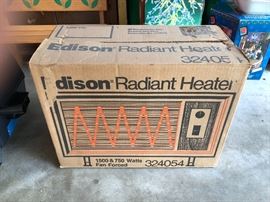 Edison Radiant Heater
32405
dison Radiant Heater
1500 & 750 Watts
Fan Forced
324054